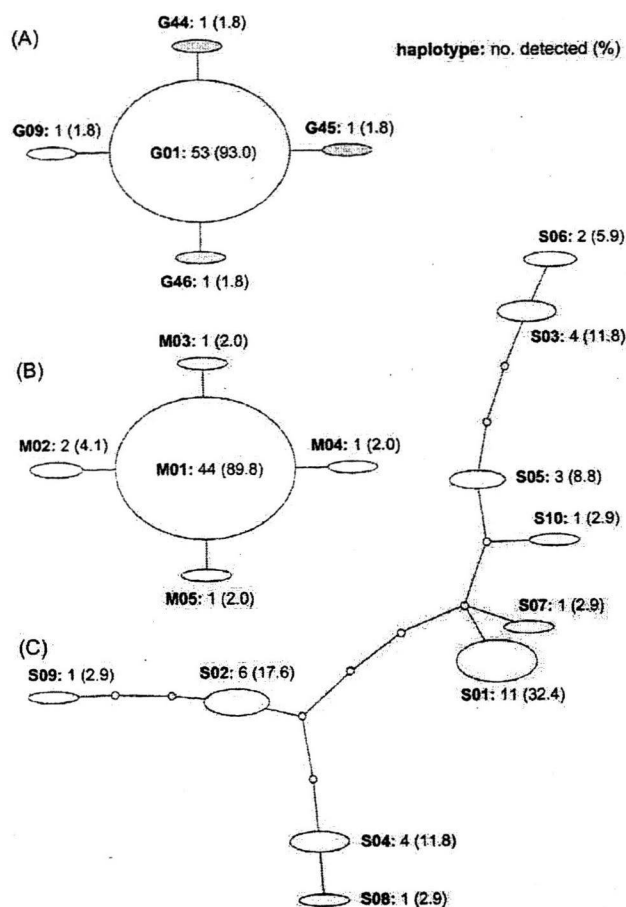 (A)
G44: 1 (1.8)
haplotype: no. detected (%)
G09: 1 (1.8)
G01: 53 (93.0)
G45: 1 (1.8)
G46: 1 (1.8)
S06: 2 (5.9)
S03: 4 (11.8)
(B)
M03: 1 (2.0)
M02: 2 (4.1)
M01: 44 (89.8)
M04: 1 (2.0)
M05: 1 (2.0)
S05: 3 (8.8)
S10: 1 (2.9)
S07: 1 (2.9)
S01: 11 (32.4)
(C)
S09: 1 (2.9)
S02: 6 (17.6)
S04: 4 (11.8)
S08: 1 (2.9)